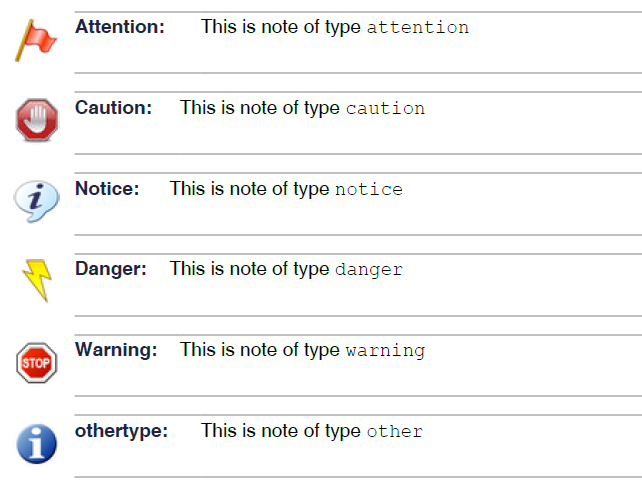 Attention: This is note of type attention
Caution: This is note of type caution
Notice: This is note of type notice
Danger: This is note of type danger
STOP Warning: This is note of type warning
othertype: This is note of type other